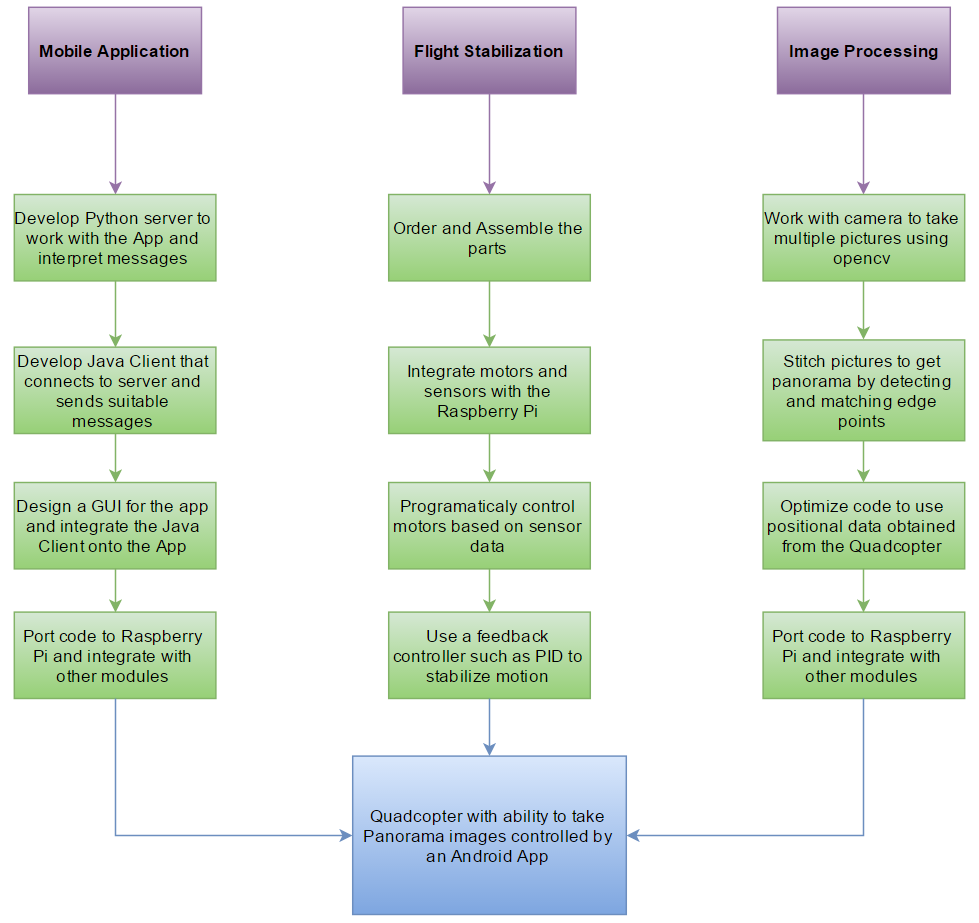 Mobile Application
Develop Python server to
work with the App and
interpret messages
Develop Java Client that
connects to server and
sends suitable
messages
Design a GUI for the app
and integrate the Java
Client onto the App
Port code to Raspberry
Pi and integrate with
other modules
Flight Stabilization
Order and Assemble the
parts
Integrate motors and
sensors with the
Raspberry Pi
Programaticaly control
motors based on sensor
data
Use a feedback
controller such as PID to
stabilize motion
Image Processing
Work with camera to take
multiple pictures using
opencv
Stitch pictures to get
panorama by detecting
and matching edge
points
Optimize code to use
positional data obtained
from the Quadcopter
Port code to Raspberry
Pi and integrate with
other modules
Quadcopter with ability to take
Panorama images controlled by
an Android App